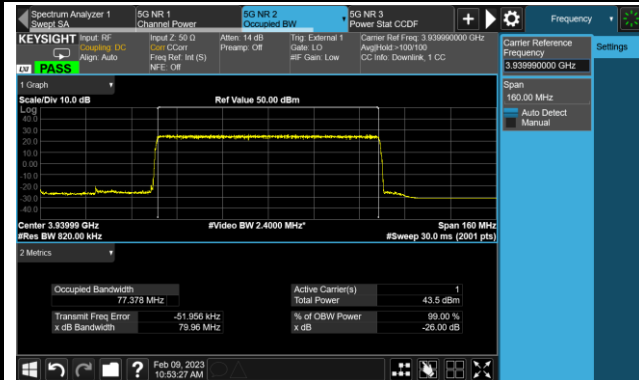 Spectrum Analyzer 1
Swept SA
5G NR 1
Channel Power
5G NR 2
Occupied BW
5G NR 3
Power Stat CCDF
Frequency
KEYSIGHT
Input: RF
Coupling: DC
Align: Auto
Input Z: 50 Ω
Corr CCorr
Freq Ref: Int (S)
NFE: Off
Atten: 14 dB
Preamp: Off
Trig: External 1
Gate: LO
#IF Gain: Low
Carrier Ref Freq: 3.939990000 GHz
Avg|Hold:>100/100
CC Info: Downlink, 1 CC
LXI
PASS
Carrier Reference
Frequency
3.939990000 GHz
Settings
Span
160.00 MHz
Auto Detect
Manual
1 Graph
Scale/Div 10.0 dB
Ref Value 50.00 dBm
Log
40.0
30.0
20.0
10.0
0.00
-10.0
-20.0
-30.0
-40.0
Center 3.93999 GHz
#Video BW 2.4000 MHz*
Span 160 MHz
#Res BW 820.00 kHz
#Sweep 30.0 ms (2001 pts)
2 Metrics
Occupied Bandwidth
77.378 MHz
Active Carrier(s) 1
Total Power 43.5 dBm
Transmit Freq Error -51.956 kHz
x dB Bandwidth 79.96 MHz
% of OBW Power 99.00 %
x dB -26.00 dB
?
Feb 09, 2023
10:53:27 AM